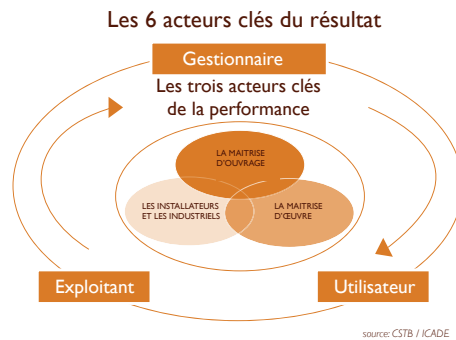 Les 6 acteurs clés du résultat
Gestionnaire
Les trois acteurs clés
de la performance
LA MAITRISE
D'OUVRAGE
LES INSTALLATEURS
ET LES INDUSTRIELS
LA MAITRISE
D'ŒUVRE
Exploitant
Utilisateur
source: CSTB / ICADE